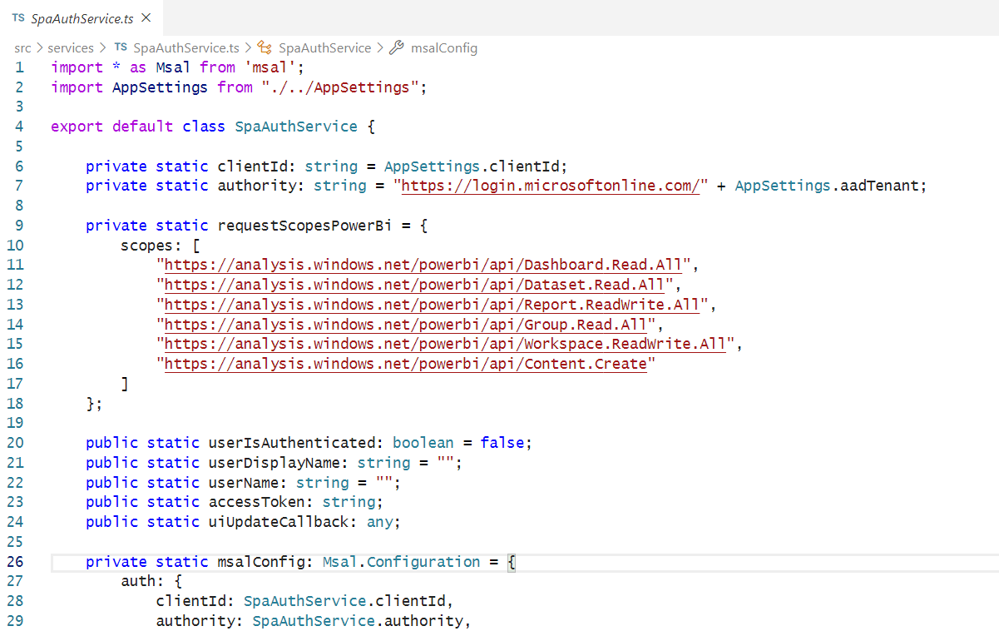 TS SpaAuthService.ts ×
src > services > TS SpaAuthService.ts > SpaAuthService > msalConfig
1 import * as Msal from 'msal';
2 import AppSettings from "./../AppSettings";
3
4 export default class SpaAuthService {
5
6     private static clientId: string = AppSettings.clientId;
7     private static authority: string = "https://login.microsoftonline.com/" + AppSettings.aadTenant;
8
9     private static requestScopesPowerBi = {
10         scopes: [
11             "https://analysis.windows.net/powerbi/api/Dashboard.Read.All",
12             "https://analysis.windows.net/powerbi/api/Dataset.Read.All",
13             "https://analysis.windows.net/powerbi/api/Report.ReadWrite.All",
14             "https://analysis.windows.net/powerbi/api/Group.Read.All",
15             "https://analysis.windows.net/powerbi/api/Workspace.ReadWrite.All",
16             "https://analysis.windows.net/powerbi/api/Content.Create"
17         ]
18     };
19
20     public static userIsAuthenticated: boolean = false;
21     public static userDisplayName: string = "";
22     public static userName: string = "";
23     public static accessToken: string;
24     public static uiUpdateCallback: any;
25
26     private static msalConfig: Msal.Configuration = {
27         auth: {
28             clientId: SpaAuthService.clientId,
29             authority: SpaAuthService.authority,